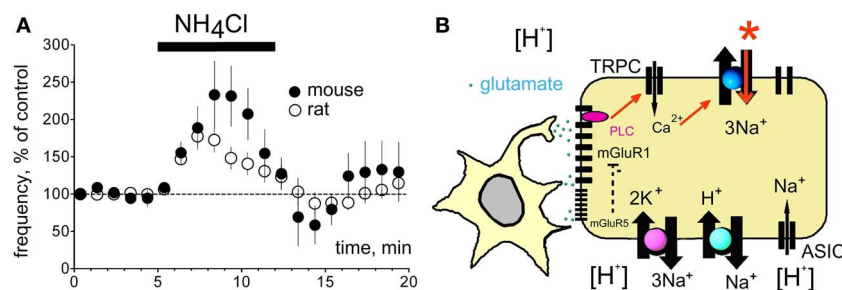 A
NH4Cl
frequency, % of control
300
250
200
150
100
50
0
mouse
rat
time, min
0
5
10
15
20
B
[H+]
glutamate
TRPC
*
PLC
Ca2+
3Na+
mGluR1
mGluR5
2K+
H+
Na+
3Na+
Na+
ASIC
[H+]
[H+]